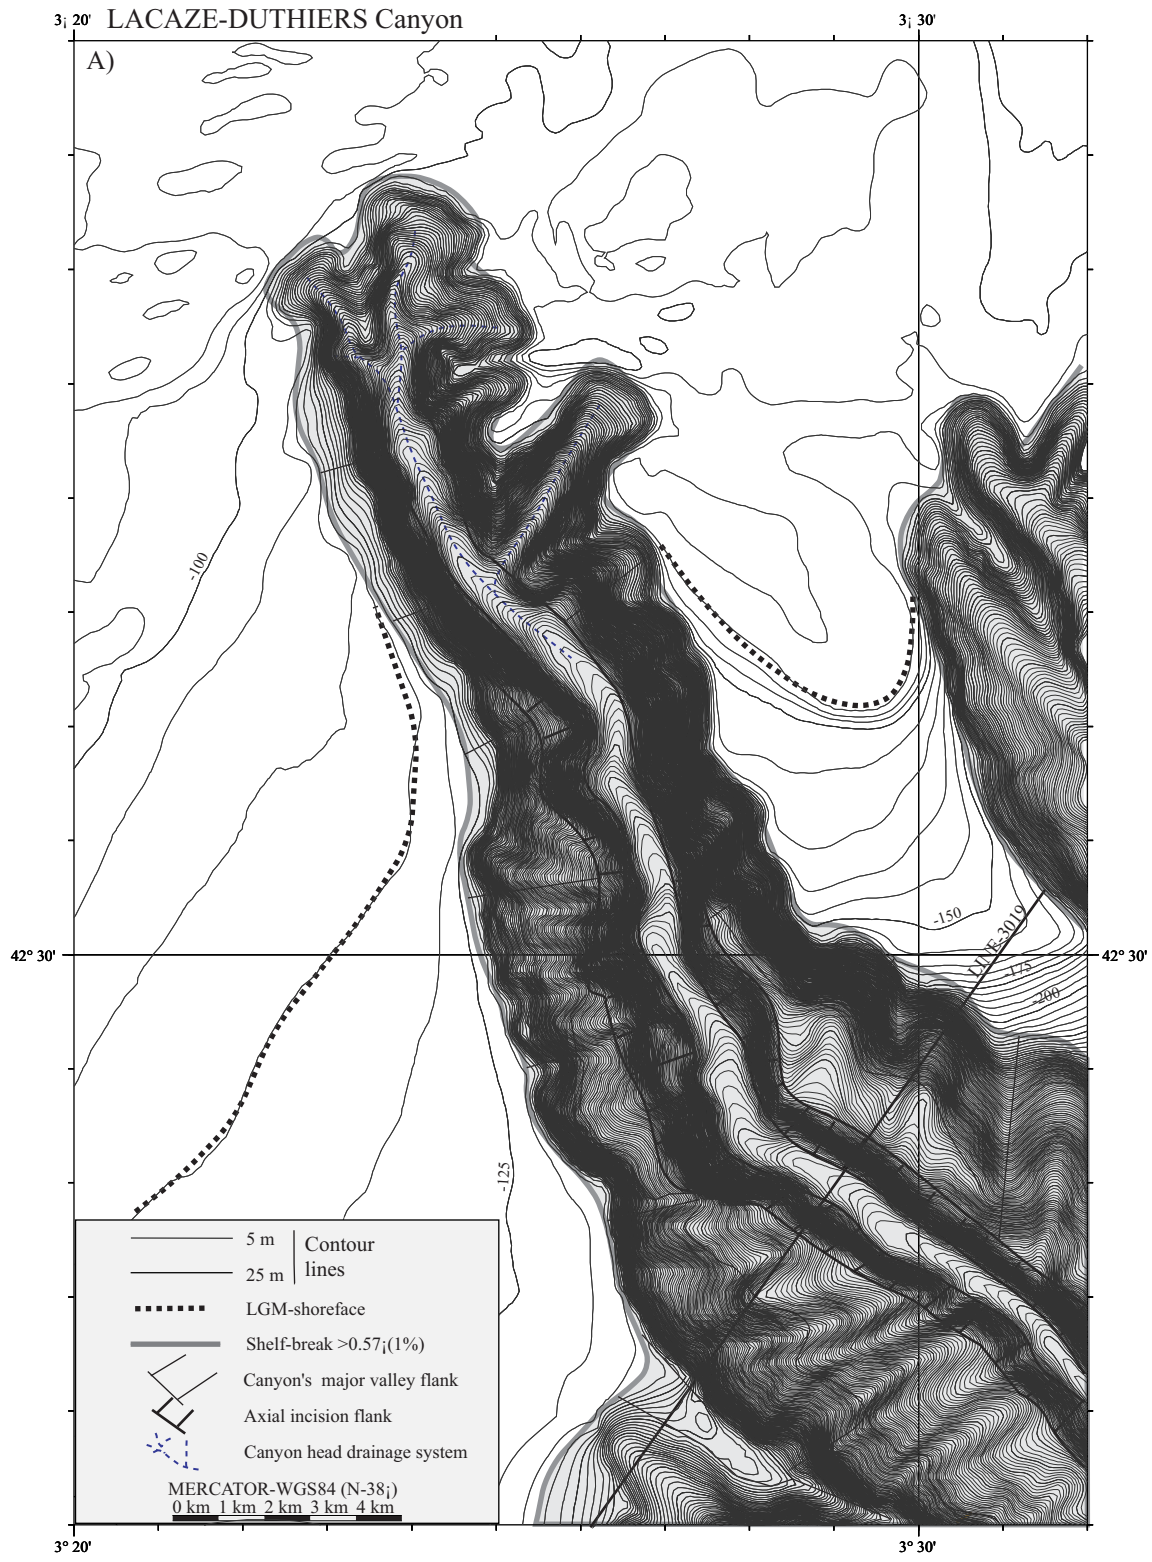 3¡ 20' LACAZE-DUTHIERS Canyon 3¡ 30'
A)
-100
-150
LINE-3019
-175
42° 30' 42° 30'
-200
-125
5 m
25 m
Contour
lines
LGM-shoreface
Shelf-break >0.57¡(1%)
Canyon's major valley flank
Axial incision flank
Canyon head drainage system
MERCATOR-WGS84 (N-38¡)
0 km 1 km 2 km 3 km 4 km
3° 20' 3° 30'